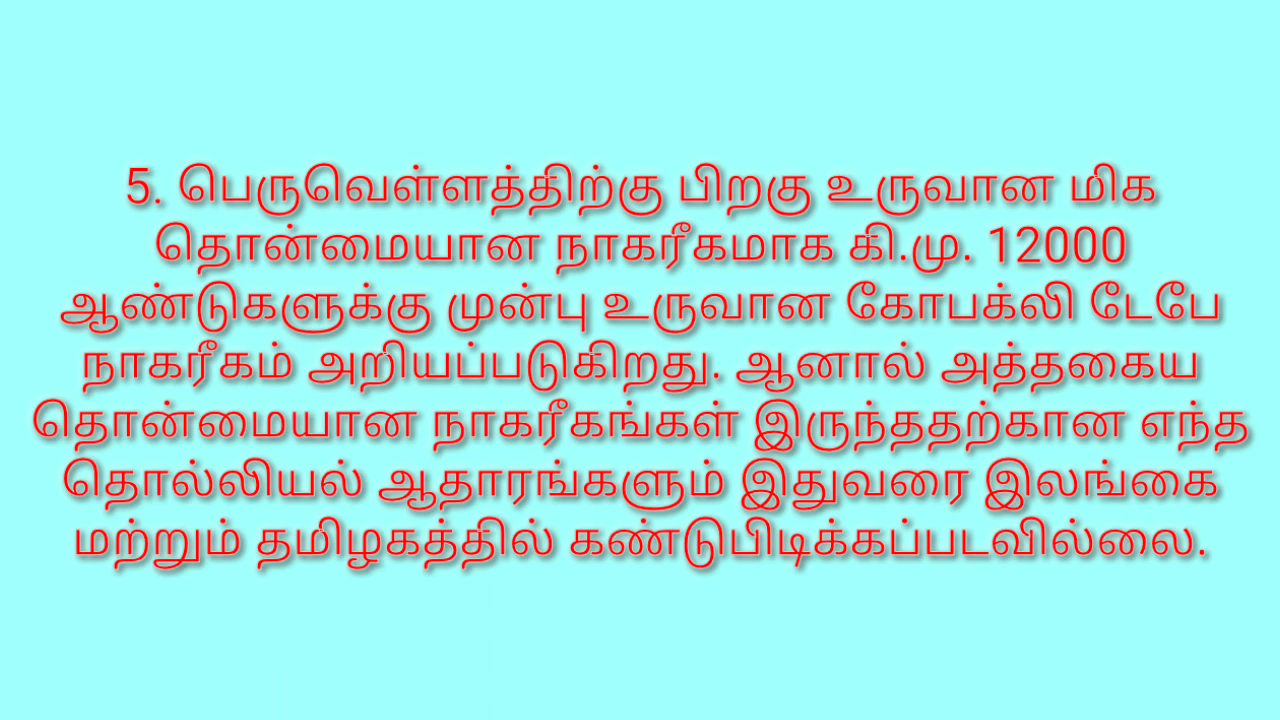 5. பெருவெள்ளத்திற்கு பிறகு உருவான மிக
தொன்மையான நாகரீகமாக கி.மு. 12000
ஆண்டுகளுக்கு முன்பு உருவான கோபக்லி டேபே
நாகரீகம் அறியப்படுகிறது. ஆனால் அத்தகைய
தொன்மையான நாகரீகங்கள் இருந்ததற்கான எந்த
தொல்லியல் ஆதாரங்களும் இதுவரை இலங்கை
மற்றும் தமிழகத்தில் கண்டுபிடிக்கப்படவில்லை.